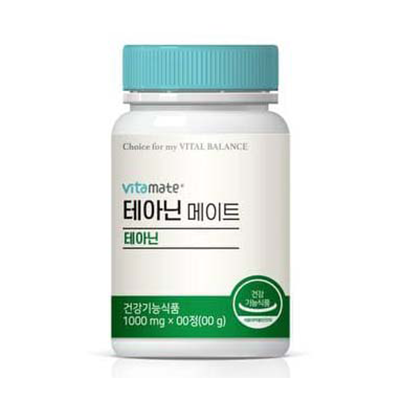 Choice for my VITAL BALANCE
vitamate®
테아닌 메이트
테아닌
건강
기능식품
건강기능식품
1000 mg × 00정(00 g)